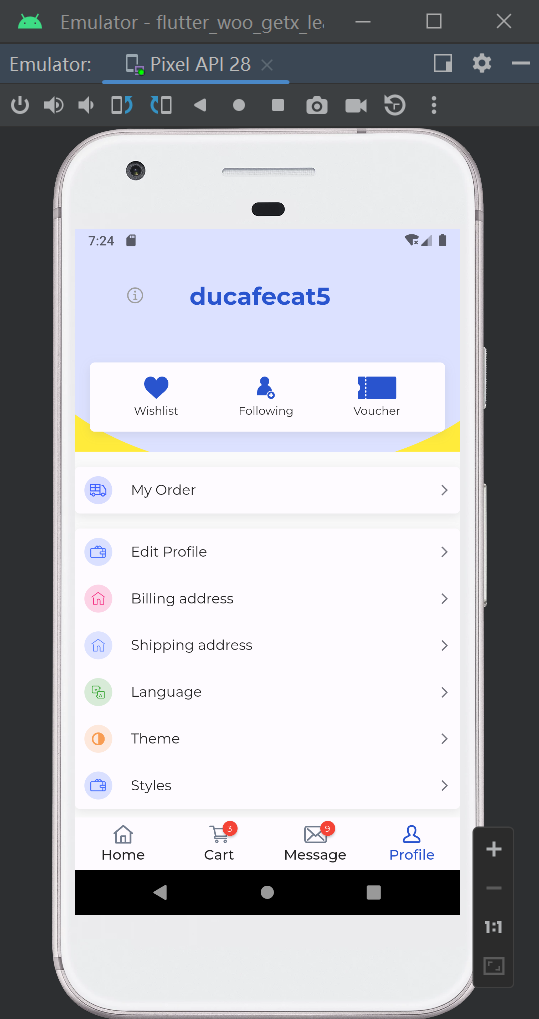 Emulator - flutter_woo_getx_le
Emulator: Pixel API 28
7:24
ducafecat5
Wishlist Following Voucher
My Order
Edit Profile
Billing address
Shipping address
Language
Theme
Styles
3 9
Home Cart Message Profile
1:1